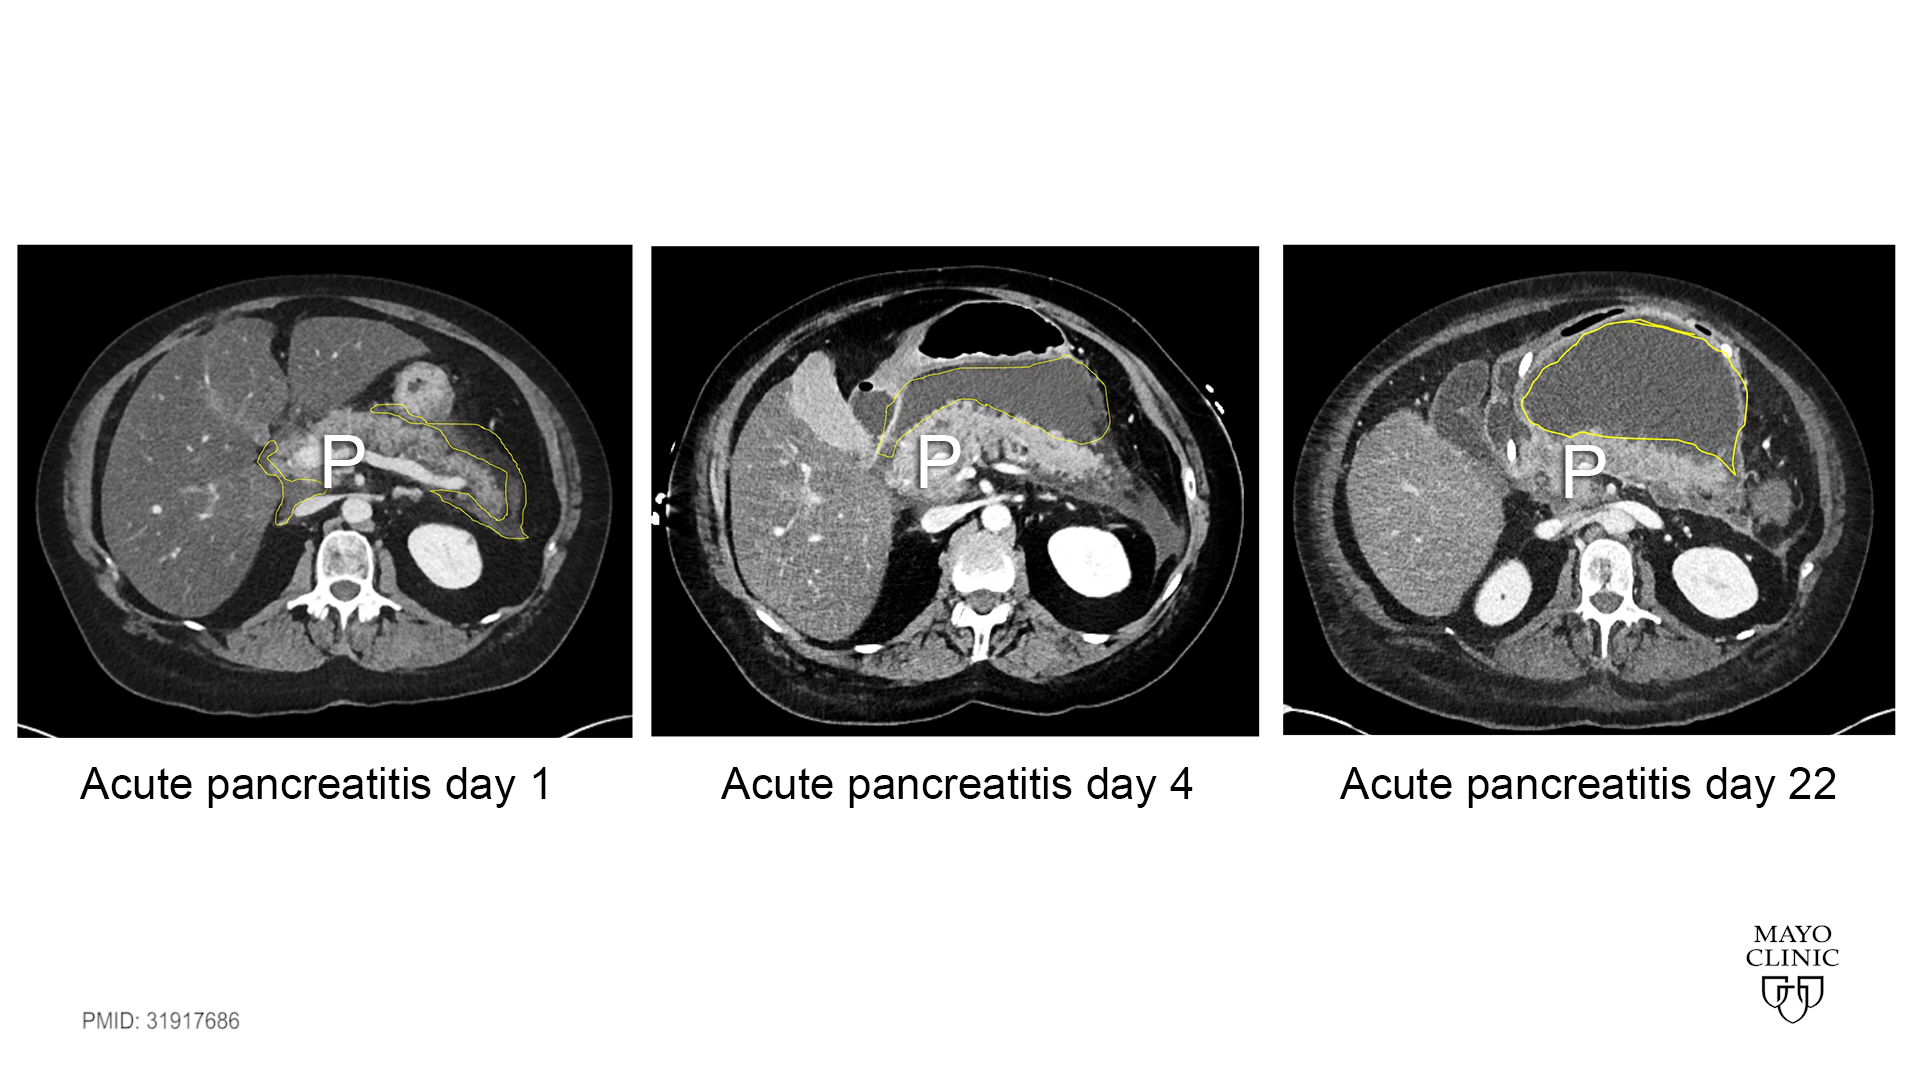 P
P
P
Acute pancreatitis day 1
Acute pancreatitis day 4
Acute pancreatitis day 22
MAYO
CLINIC
PMID: 31917686